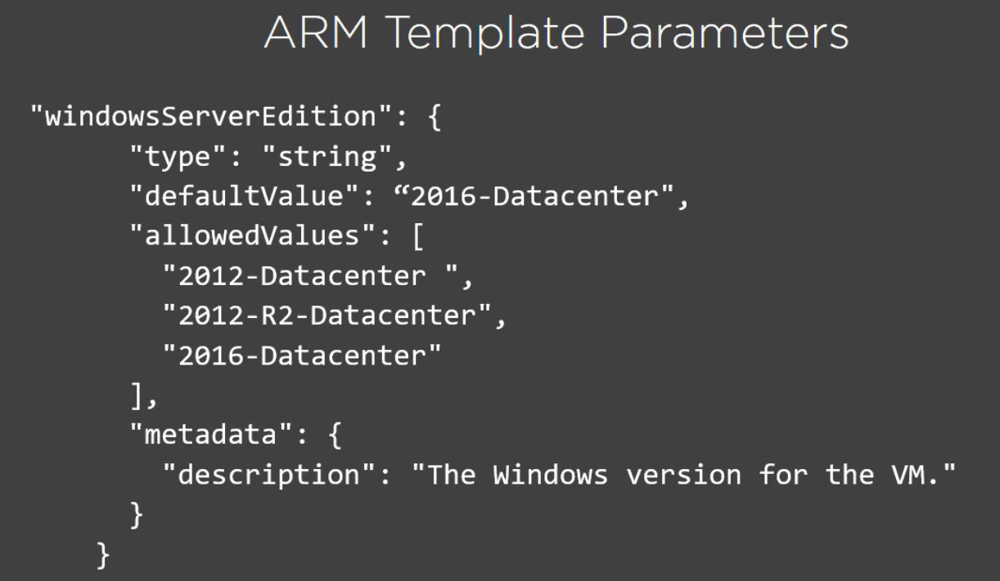 ARM Template Parameters
"windowsServerEdition": {
"type": "string",
"defaultValue": “2016-Datacenter",
"allowedValues": [
"2012-Datacenter ",
"2012-R2-Datacenter",
"2016-Datacenter"
],
"metadata": {
"description": "The Windows version for the VM."
}
}